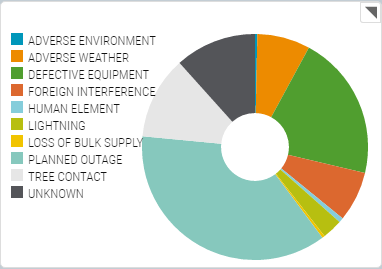 ADVERSE ENVIRONMENT
ADVERSE WEATHER
DEFECTIVE EQUIPMENT
FOREIGN INTERFERENCE
HUMAN ELEMENT
LIGHTNING
LOSS OF BULK SUPPLY
PLANNED OUTAGE
TREE CONTACT
UNKNOWN